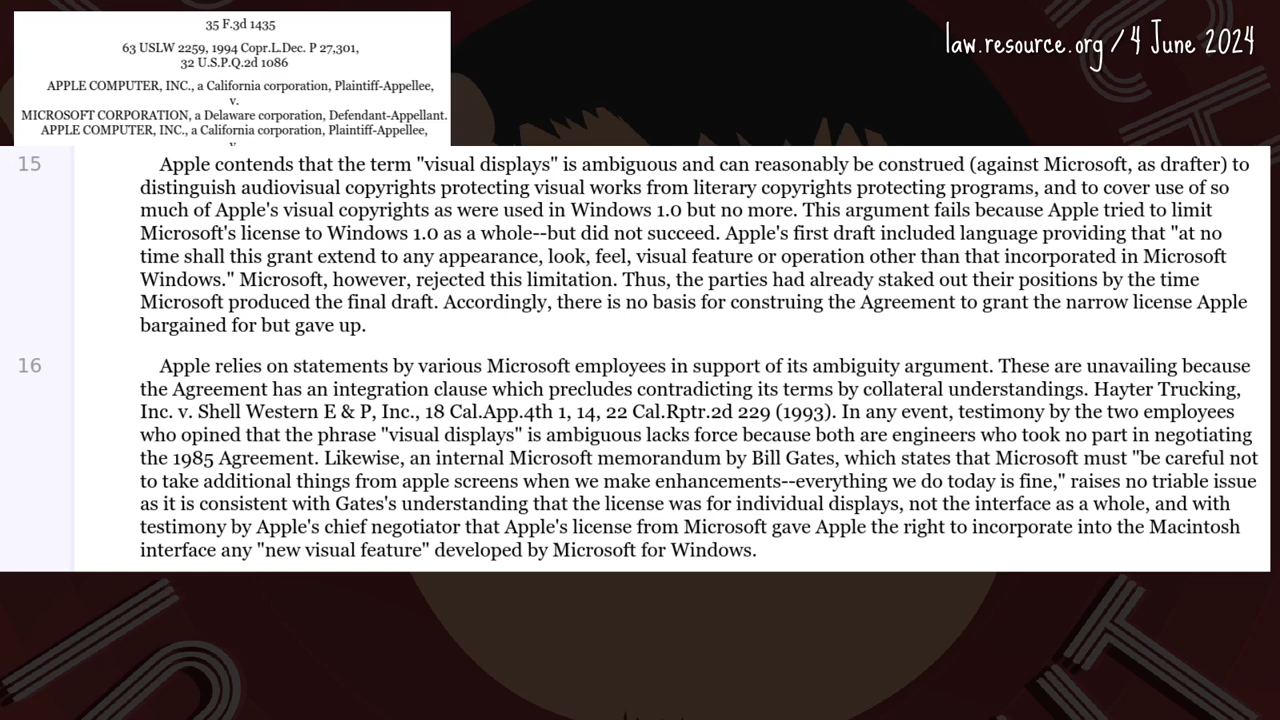 35 F.3d 1435
63 USLW 2259, 1994 Copr.L.Dec. P 27,301,
32 U.S.P.Q.2d 1086
APPLE COMPUTER, INC., a California corporation, Plaintiff-Appellee,
v.
MICROSOFT CORPORATION, a Delaware corporation, Defendant-Appellant.
APPLE COMPUTER, INC., a California corporation, Plaintiff-Appellee,
law.resource.org / 4 June 2024
15 Apple contends that the term "visual displays" is ambiguous and can reasonably be construed (against Microsoft, as drafter) to
distinguish audiovisual copyrights protecting visual works from literary copyrights protecting programs, and to cover use of so
much of Apple's visual copyrights as were used in Windows 1.0 but no more. This argument fails because Apple tried to limit
Microsoft's license to Windows 1.0 as a whole--but did not succeed. Apple's first draft included language providing that "at no
time shall this grant extend to any appearance, look, feel, visual feature or operation other than that incorporated in Microsoft
Windows." Microsoft, however, rejected this limitation. Thus, the parties had already staked out their positions by the time
Microsoft produced the final draft. Accordingly, there is no basis for construing the Agreement to grant the narrow license Apple
bargained for but gave up.
16 Apple relies on statements by various Microsoft employees in support of its ambiguity argument. These are unavailing because
the Agreement has an integration clause which precludes contradicting its terms by collateral understandings. Hayter Trucking,
Inc. v. Shell Western E & P, Inc., 18 Cal.App.4th 1, 14, 22 Cal.Rptr.2d 229 (1993). In any event, testimony by the two employees
who opined that the phrase "visual displays" is ambiguous lacks force because both are engineers who took no part in negotiating
the 1985 Agreement. Likewise, an internal Microsoft memorandum by Bill Gates, which states that Microsoft must "be careful not
to take additional things from apple screens when we make enhancements--everything we do today is fine," raises no triable issue
as it is consistent with Gates's understanding that the license was for individual displays, not the interface as a whole, and with
testimony by Apple's chief negotiator that Apple's license from Microsoft gave Apple the right to incorporate into the Macintosh
interface any "new visual feature" developed by Microsoft for Windows.